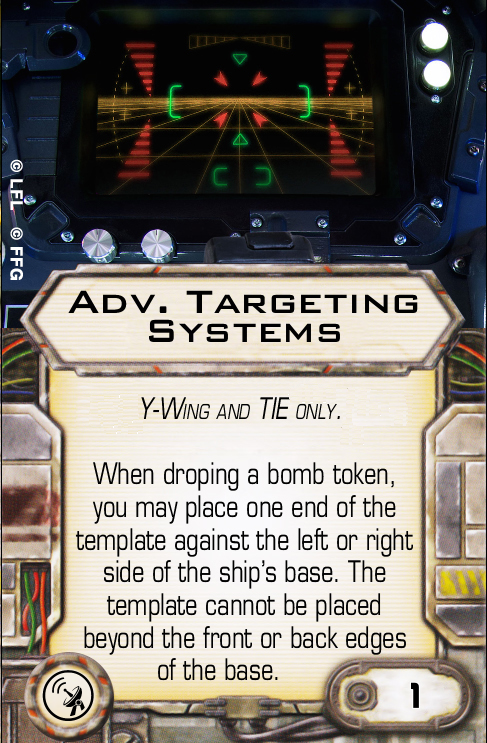 © LFL © FFG
Adv. Targeting
Systems
Y-Wing and TIE only.
When droping a bomb token,
you may place one end of the
template against the left or right
side of the ship's base. The
template cannot be placed
beyond the front or back edges
of the base.
1